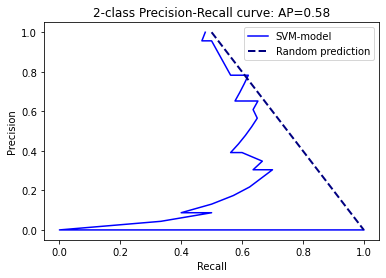 2-class Precision-Recall curve: AP=0.58
SVM-model
Random prediction
1.0
0.8
0.6
0.4
0.2
0.0
Precision
0.0 0.2 0.4 0.6 0.8 1.0
Recall